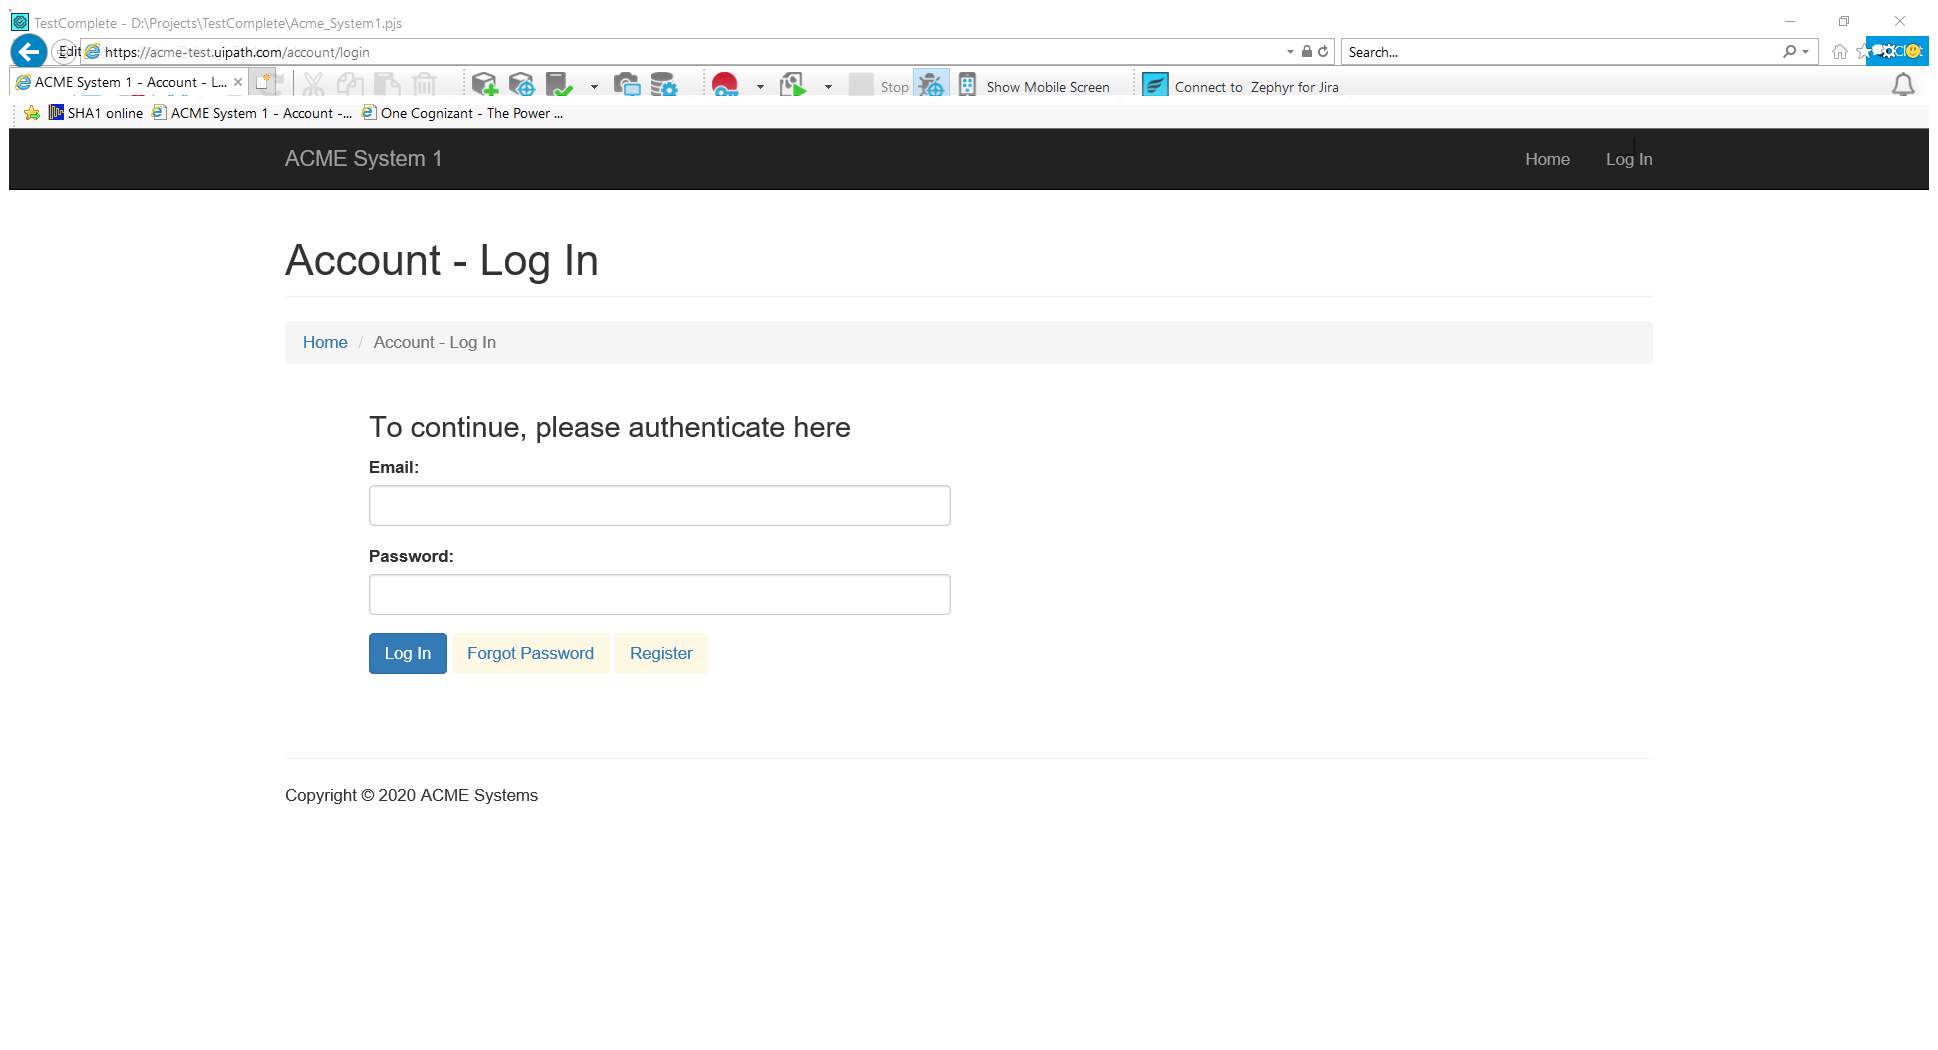 TestComplete - D:\Projects\TestComplete\Acme_System1.pjs
Edit https://acme-test.uipath.com/account/login Search...
ACME System 1 - Account - L... Stop Show Mobile Screen Connect to Zephyr for Jira
SHA1 online ACME System 1 - Account -... One Cognizant - The Power ...
ACME System 1 Home Log In
Account - Log In
Home / Account - Log In
To continue, please authenticate here
Email:
Password:
Log In Forgot Password Register
Copyright © 2020 ACME Systems